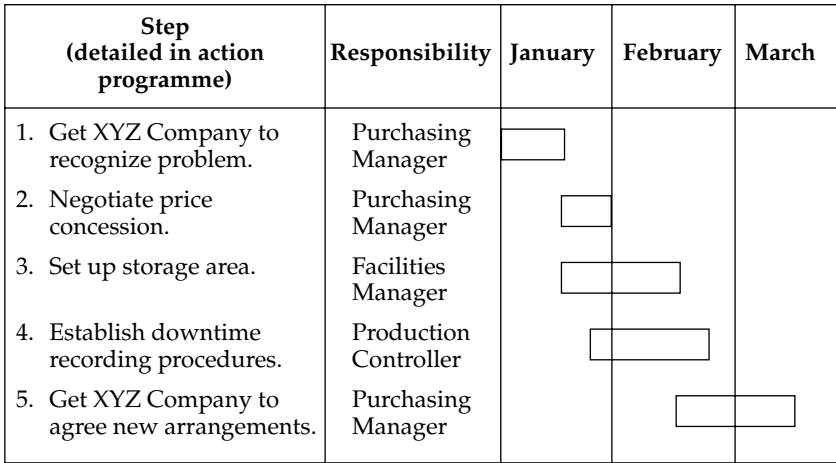 Step
(detailed in action
programme)
Responsibility
January
February
March
1. Get XYZ Company to
recognize problem.
Purchasing
Manager
2. Negotiate price
concession.
Purchasing
Manager
3. Set up storage area.
Facilities
Manager
4. Establish downtime
recording procedures.
Production
Controller
5. Get XYZ Company to
agree new arrangements.
Purchasing
Manager